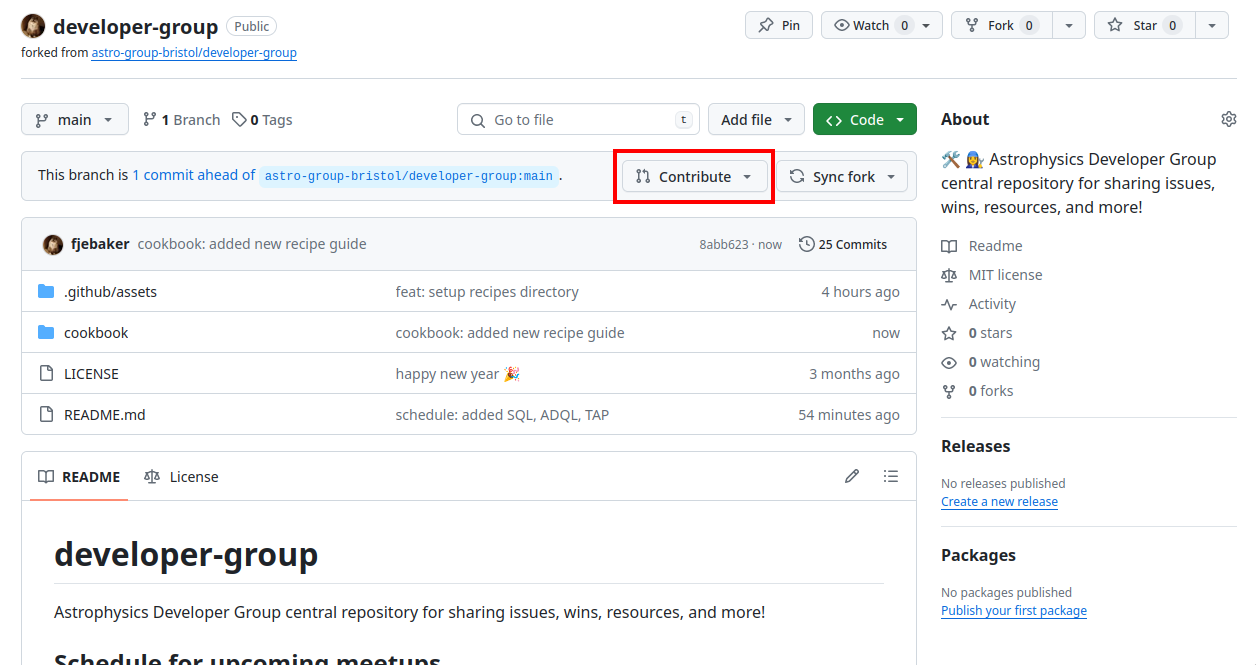 developer-group Public
Pin Watch 0 Fork 0 Star 0
forked from astro-group-bristol/developer-group
main 1 Branch 0 Tags Go to file t Add file Code
This branch is 1 commit ahead of astro-group-bristol/developer-group:main . Contribute Sync fork
fjebaker cookbook: added new recipe guide 8abb623 · now 25 Commits
.github/assets feat: setup recipes directory 4 hours ago
cookbook cookbook: added new recipe guide now
LICENSE happy new year 🎉 3 months ago
README.md schedule: added SQL, ADQL, TAP 54 minutes ago
README License
developer-group
Astrophysics Developer Group central repository for sharing issues, wins, resources, and more!
Schedule for upcoming meetups
About
🛠️ 👩‍🚀 Astrophysics Developer Group
central repository for sharing issues,
wins, resources, and more!
Readme
MIT license
Activity
0 stars
0 watching
0 forks
Releases
No releases published
Create a new release
Packages
No packages published
Publish your first package